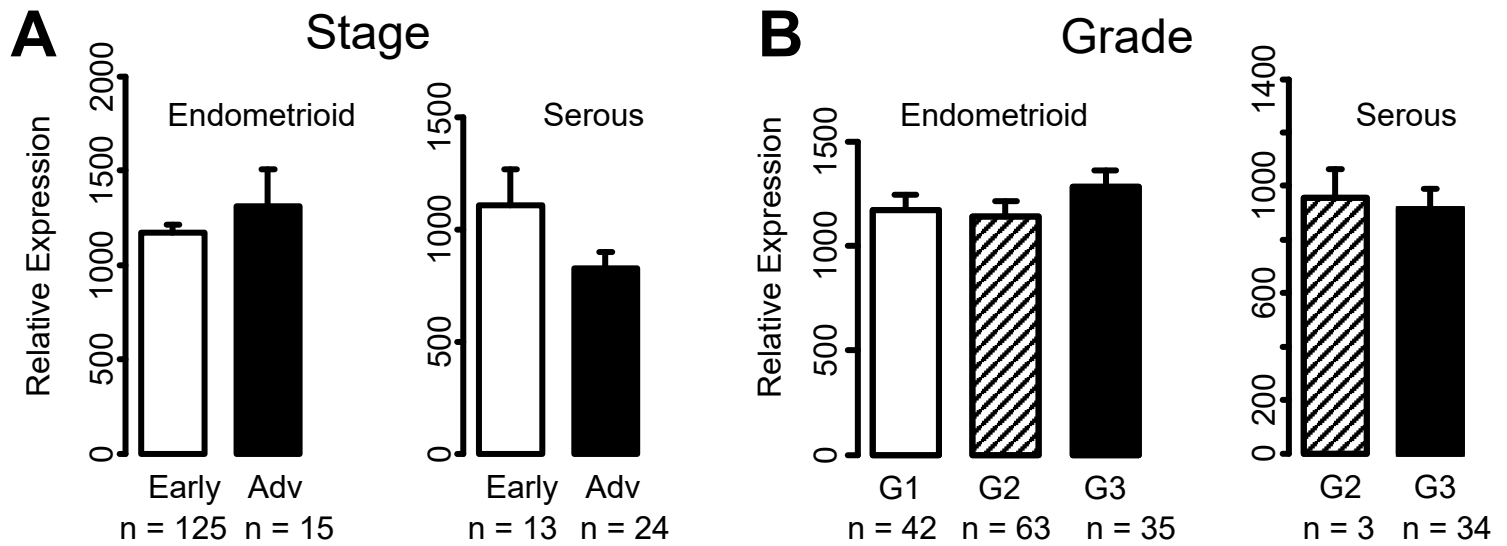 A
Stage
Relative Expression
0 500 1000 1500 2000
Endometrioid
Early Adv
n = 125 n = 15
0 500 1000 1500
Serous
Early Adv
n = 13 n = 24
B
Grade
Relative Expression
0 500 1000 1500
Endometrioid
G1 G2 G3
n = 42 n = 63 n = 35
0 200 600 1000 1400
Serous
G2 G3
n = 3 n = 34